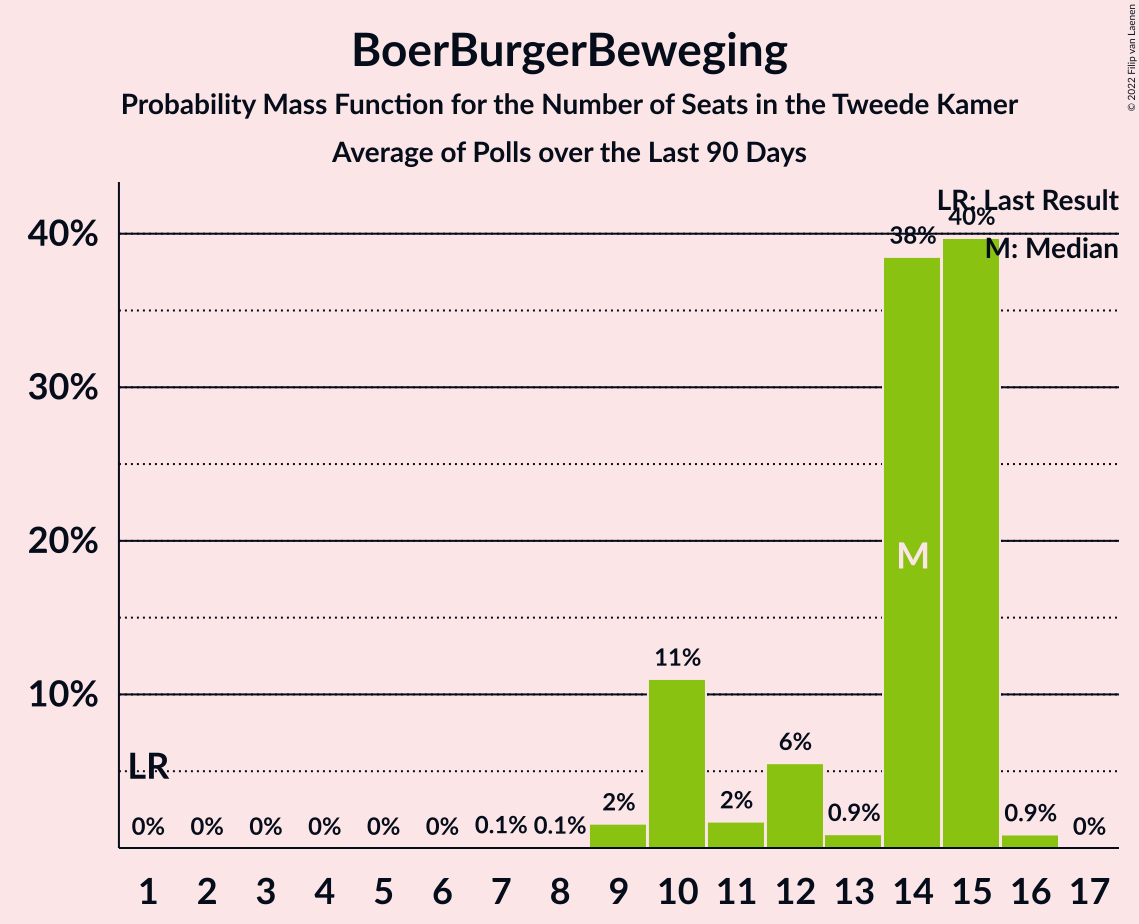 BoerBurgerBeweging
Probability Mass Function for the Number of Seats in the Tweede Kamer
Average of Polls over the Last 90 Days
© 2022 Filip van Laenen
LR: Last Result
M: Median
40%
30%
20%
10%
LR
M
0% 0% 0% 0% 0% 0% 0.1% 0.1% 2% 11% 2% 6% 0.9% 38% 40% 0.9% 0%
1 2 3 4 5 6 7 8 9 10 11 12 13 14 15 16 17